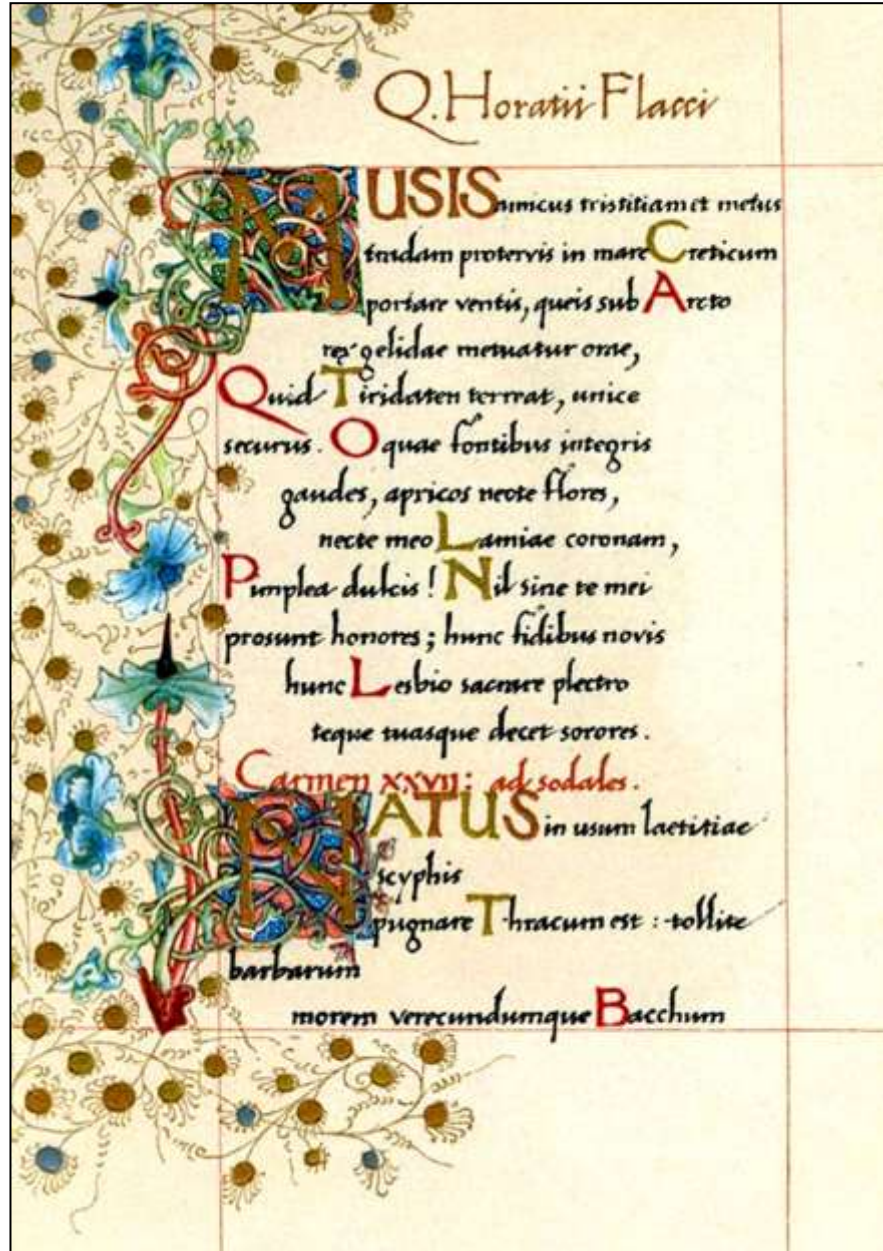 Q. Horatii Flacci
MUSIS amicus tristitiam et metus
tradam protervis in mare Creticum
portare ventis, queis sub Arcto
rex gelidae metuatur orae,
Quid Tiridaten terreat, unice
securus. O quae fontibus integris
gaudes, apricos necte flores,
necte meo Lamiae coronam,
Pimplea dulcis! Nil sine te mei
prosunt honores; hunc fidibus novis
hunc Lesbio sacrare plectro
teque tuasque decet sorores.
Carmen XXVII: ad sodales.
NATUS in usum laetitiae
scyphis
pugnare Thracum est: tollite
barbarum
morem verecundumque Bacchum